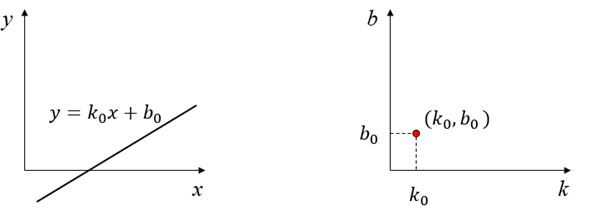 y
y = k₀x + b₀
x
b
(k₀, b₀ )
b₀
k₀
k